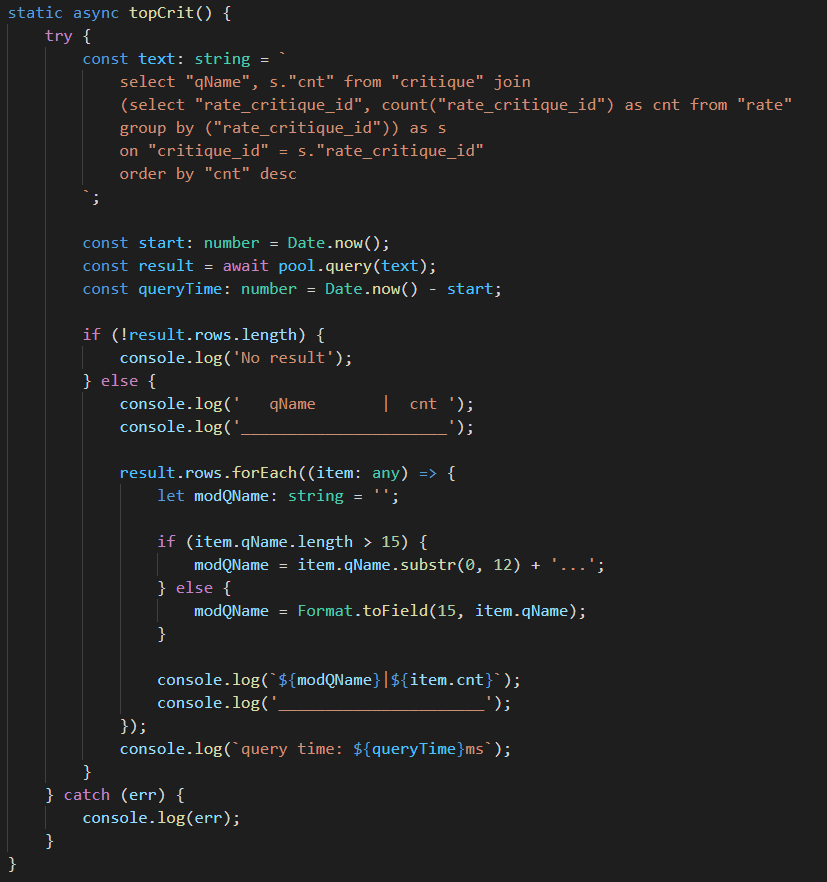 static async topCrit() {
    try {
        const text: string = `
            select "qName", s."cnt" from "critique" join
            (select "rate_critique_id", count("rate_critique_id") as cnt from "rate"
            group by ("rate_critique_id")) as s
            on "critique_id" = s."rate_critique_id"
            order by "cnt" desc
        `;

        const start: number = Date.now();
        const result = await pool.query(text);
        const queryTime: number = Date.now() - start;

        if (!result.rows.length) {
            console.log('No result');
        } else {
            console.log('   qName       |  cnt ');
            console.log('______________________');

            result.rows.forEach((item: any) => {
                let modQName: string = '';

                if (item.qName.length > 15) {
                    modQName = item.qName.substr(0, 12) + '...';
                } else {
                    modQName = Format.toField(15, item.qName);
                }

                console.log(`${modQName}|${item.cnt}`);
                console.log('______________________');
            });
            console.log(`query time: ${queryTime}ms`);
        }
    } catch (err) {
        console.log(err);
    }
}